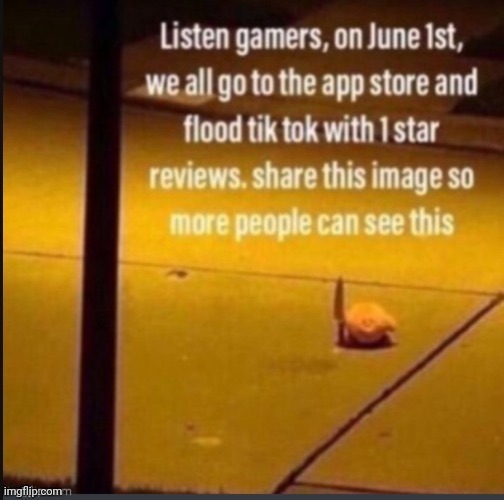 Listen gamers, on June 1st,
we all go to the app store and
flood tik tok with 1 star
reviews. share this image so
more people can see this
imgflip.com